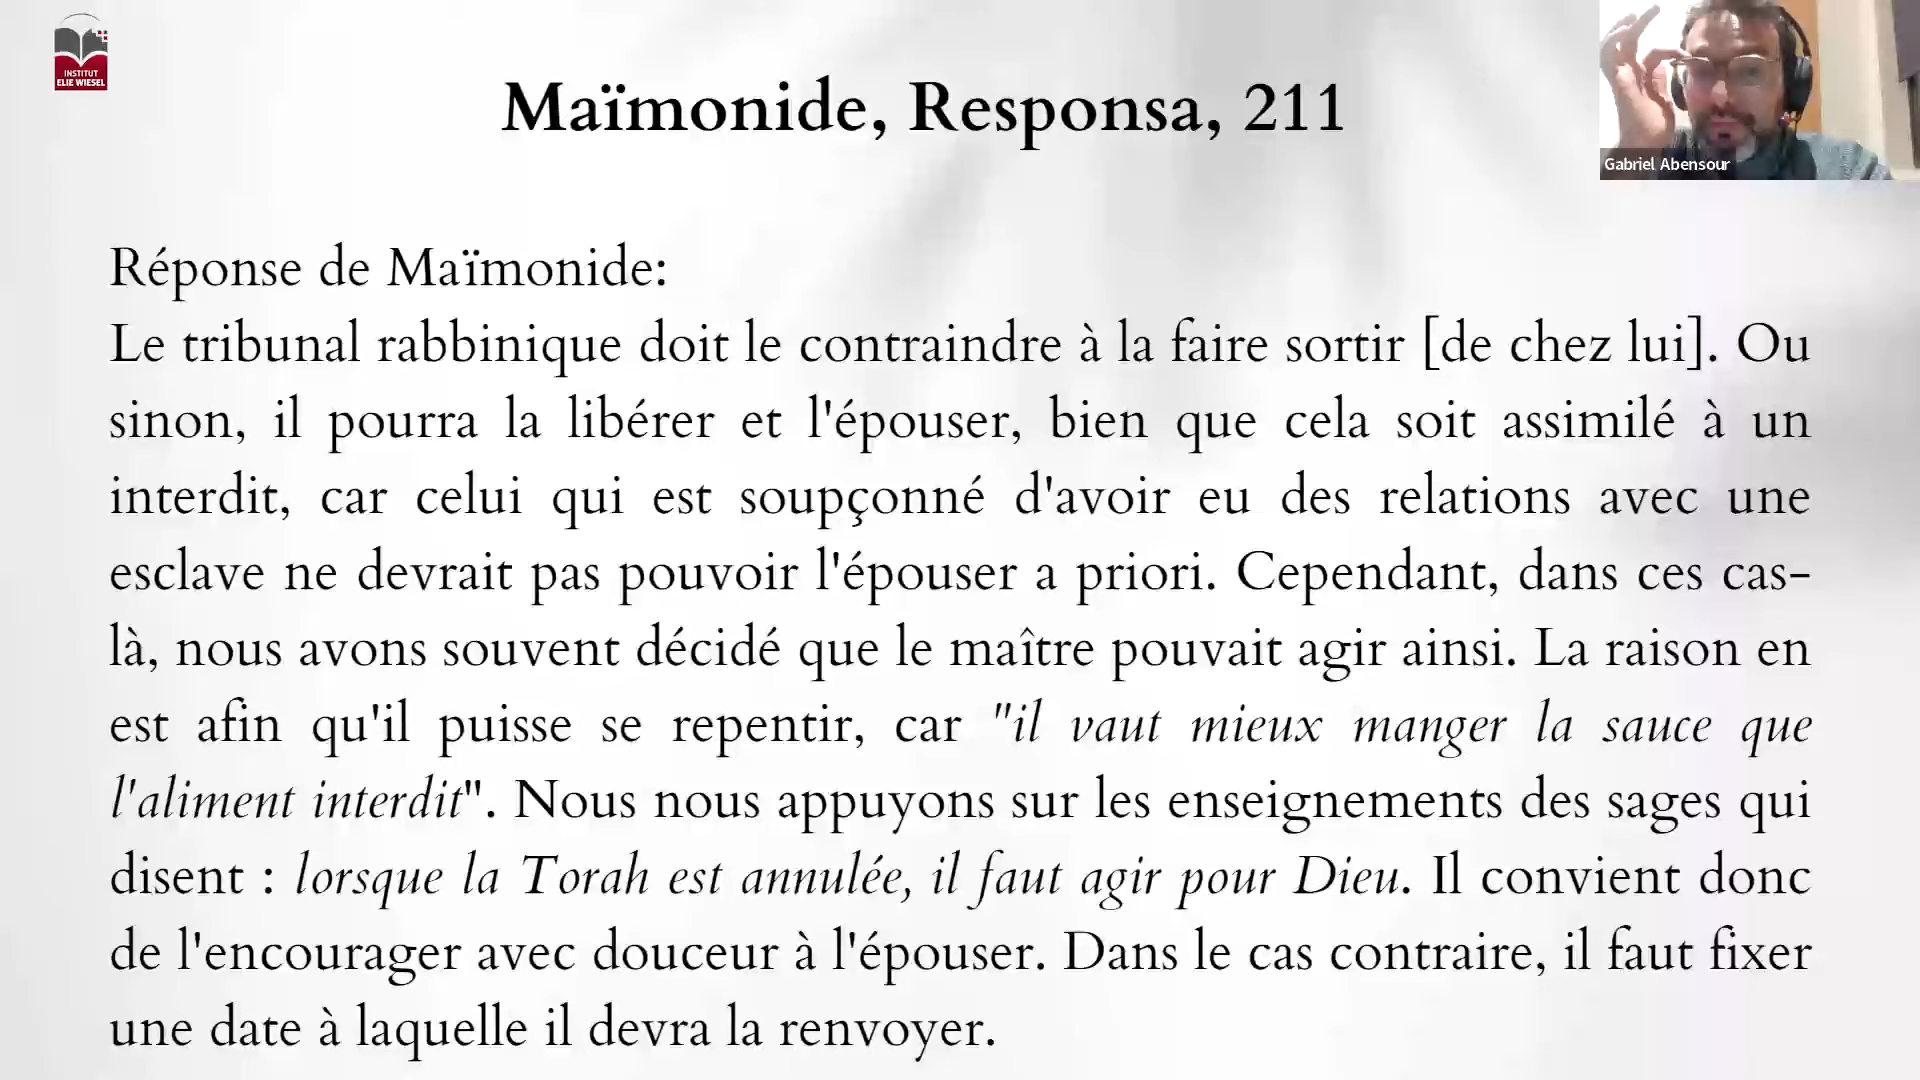 INSTITUT
ELIE WIESEL
Maïmonide, Responsa, 211
Gabriel Abensour
Réponse de Maïmonide:
Le tribunal rabbinique doit le contraindre à la faire sortir [de chez lui]. Ou
sinon, il pourra la libérer et l'épouser, bien que cela soit assimilé à un
interdit, car celui qui est soupçonné d'avoir eu des relations avec une
esclave ne devrait pas pouvoir l'épouser a priori. Cependant, dans ces cas-
là, nous avons souvent décidé que le maître pouvait agir ainsi. La raison en
est afin qu'il puisse se repentir, car "il vaut mieux manger la sauce que
l'aliment interdit". Nous nous appuyons sur les enseignements des sages qui
disent : lorsque la Torah est annulée, il faut agir pour Dieu. Il convient donc
de l'encourager avec douceur à l'épouser. Dans le cas contraire, il faut fixer
une date à laquelle il devra la renvoyer.